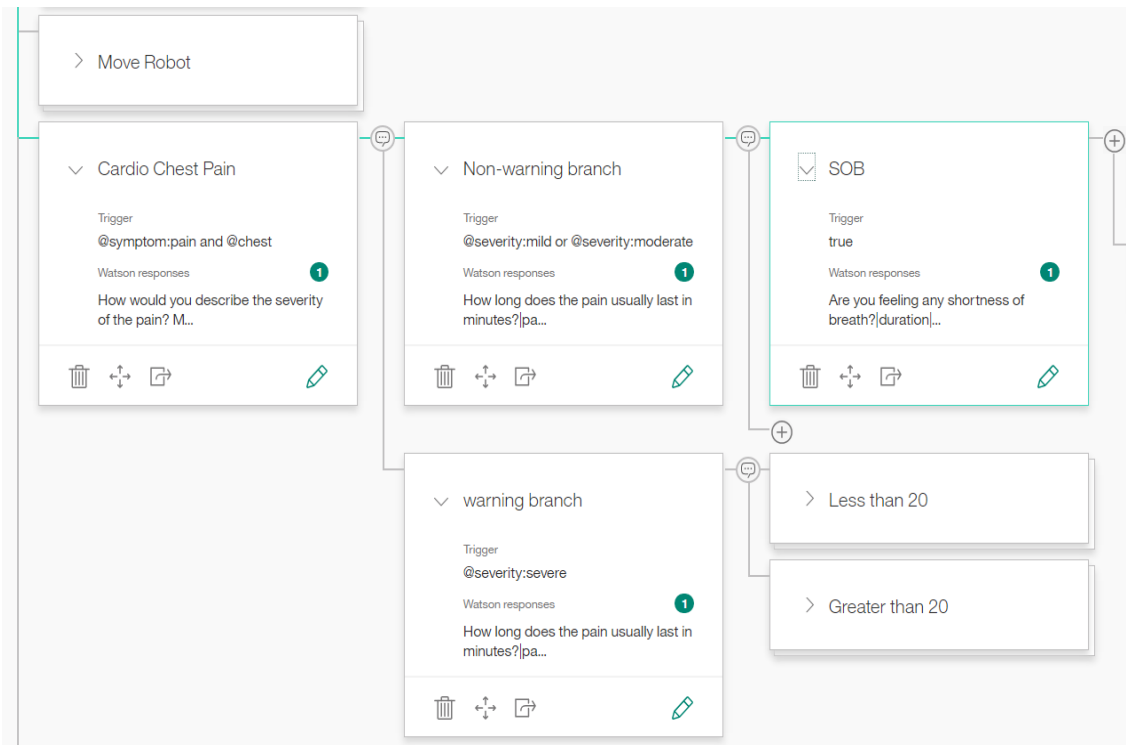 Move Robot
Cardio Chest Pain
Trigger
@symptom:pain and @chest
Watson responses
1
How would you describe the severity
of the pain? M...
Non-warning branch
Trigger
@severity:mild or @severity:moderate
Watson responses
1
How long does the pain usually last in
minutes?|pa...
SOB
Trigger
true
Watson responses
1
Are you feeling any shortness of
breath?|duration|...
warning branch
Trigger
@severity:severe
Watson responses
1
How long does the pain usually last in
minutes?|pa...
Less than 20
Greater than 20